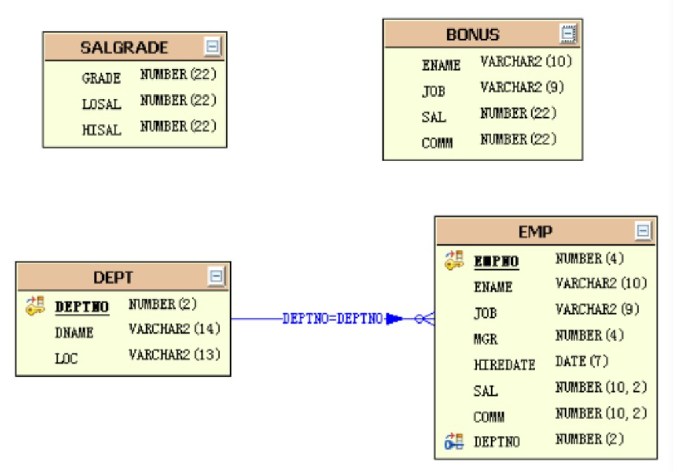 SALGRADE
GRADE NUMBER(22)
LOSAL NUMBER(22)
HISAL NUMBER(22)
BONUS
ENAME VARCHAR2(10)
JOB VARCHAR2(9)
SAL NUMBER(22)
COMM NUMBER(22)
DEPT
DEPTNO NUMBER(2)
DNAME VARCHAR2(14)
LOC VARCHAR2(13)
DEPTNO=DEPTNO
EMP
EMPNO NUMBER(4)
ENAME VARCHAR2(10)
JOB VARCHAR2(9)
MGR NUMBER(4)
HIREDATE DATE(7)
SAL NUMBER(10,2)
COMM NUMBER(10,2)
DEPTNO NUMBER(2)